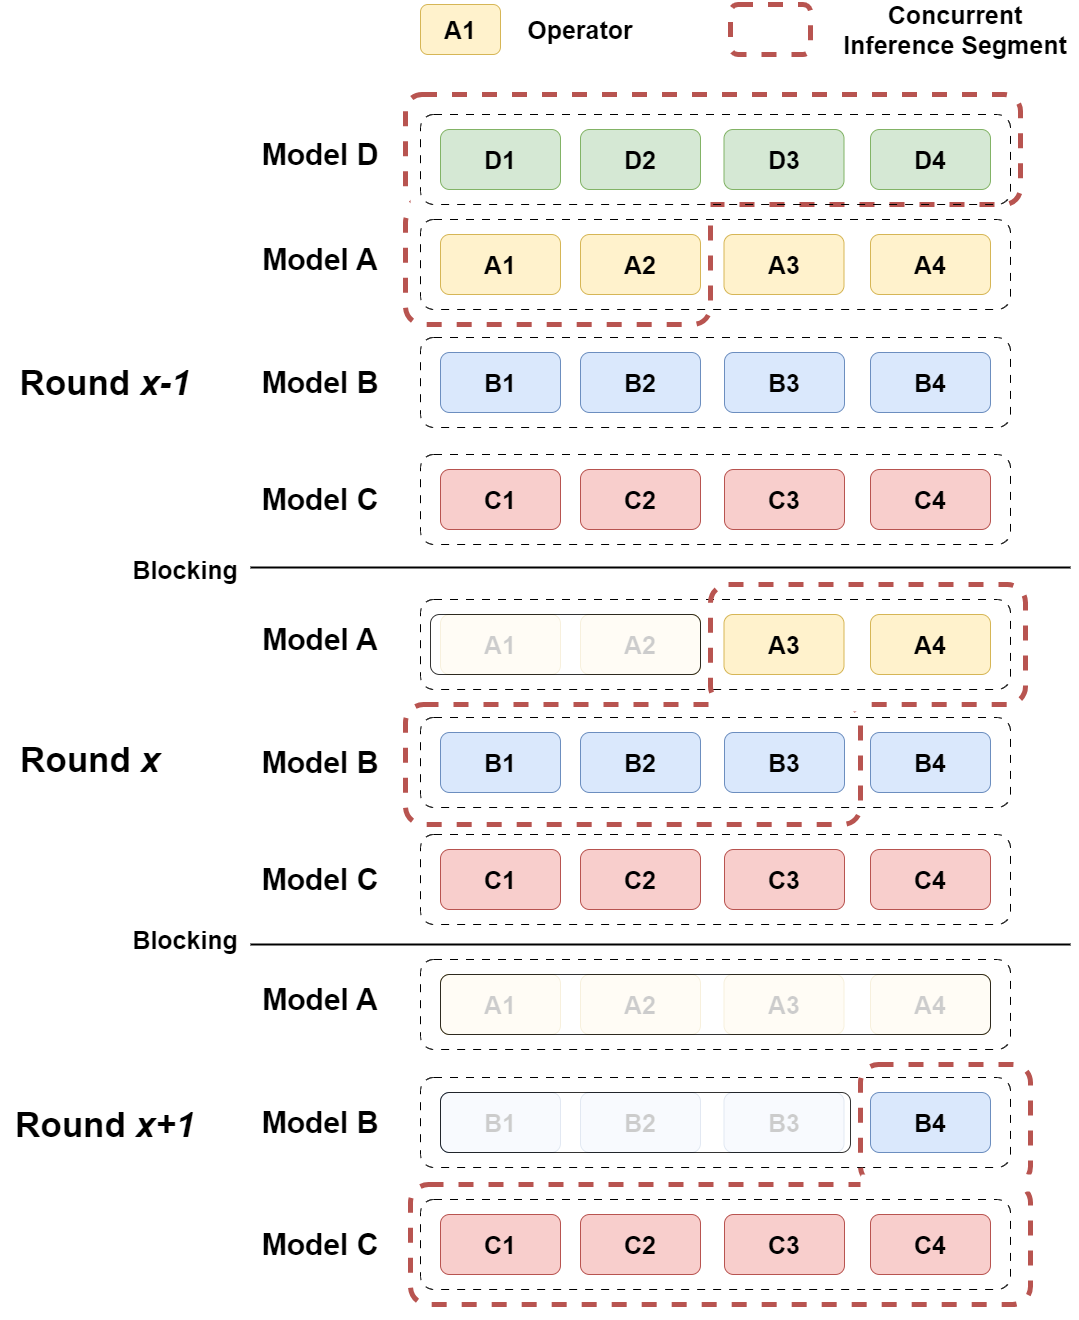 A1 Operator Concurrent
Inference Segment
Model D D1 D2 D3 D4
Model A A1 A2 A3 A4
Round x-1 Model B B1 B2 B3 B4
Model C C1 C2 C3 C4
Blocking
Model A A1 A2 A3 A4
Round x Model B B1 B2 B3 B4
Model C C1 C2 C3 C4
Blocking
Model A A1 A2 A3 A4
Round x+1 Model B B1 B2 B3 B4
Model C C1 C2 C3 C4